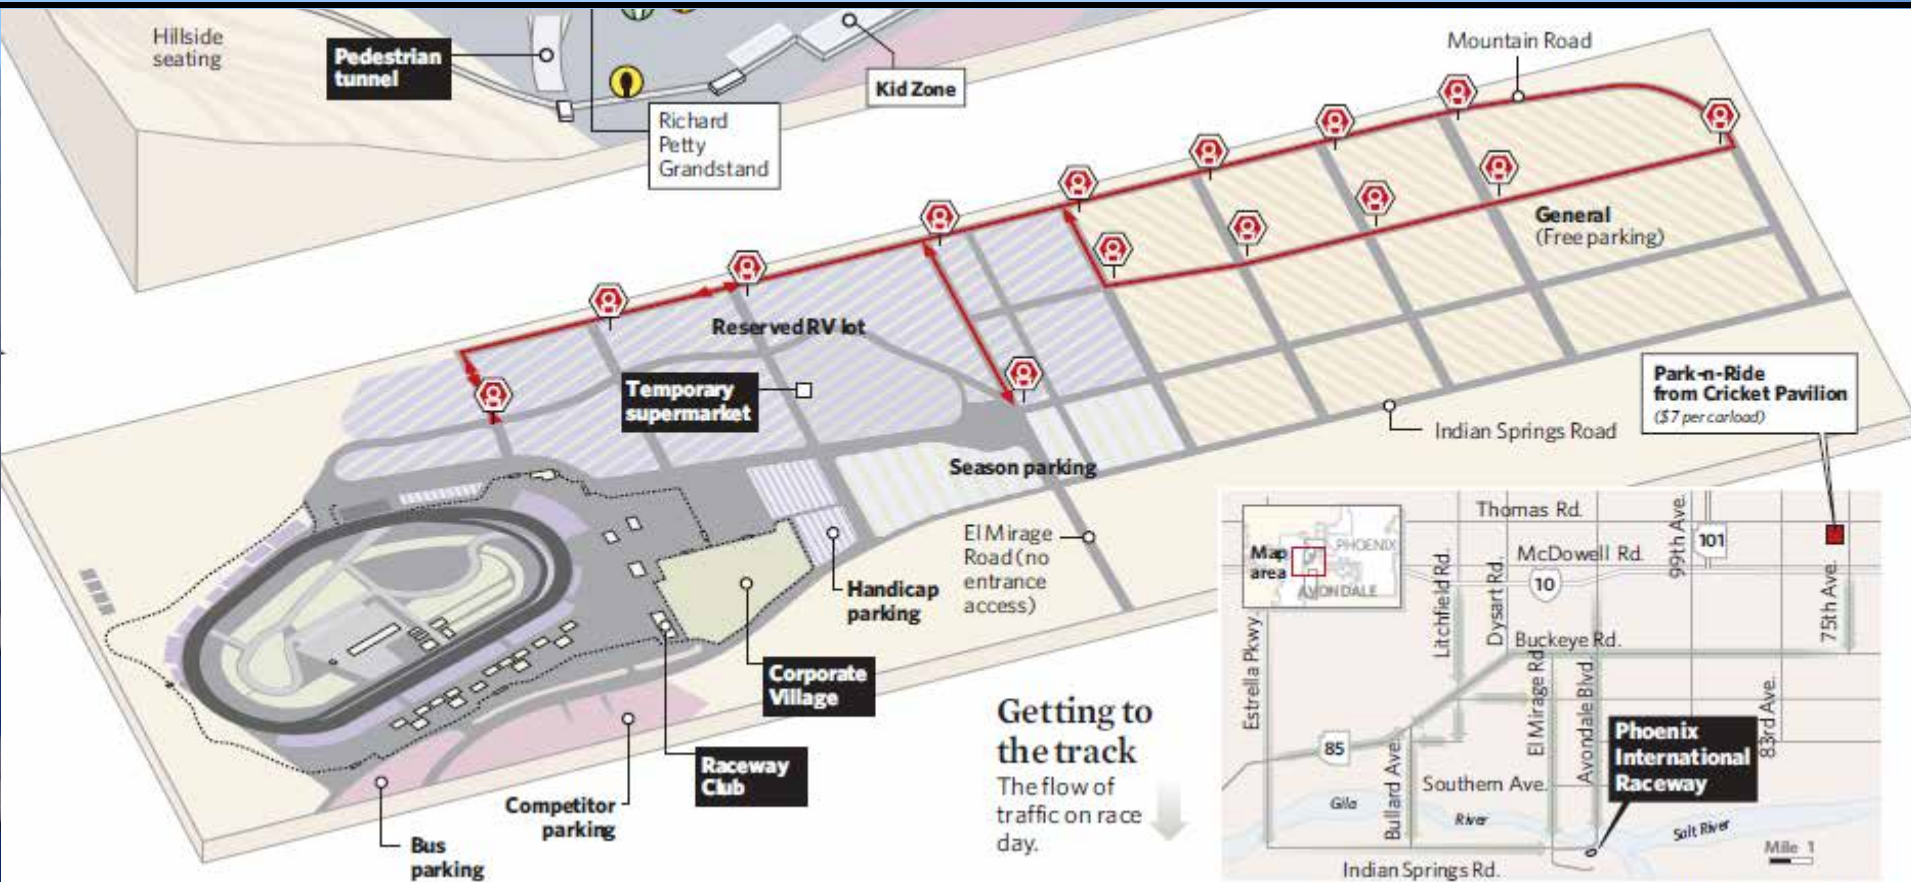 Hillside
seating
Pedestrian
tunnel
Richard
Petty
Grandstand
Kid Zone
Mountain Road
General
(Free parking)
Reserved RV lot
Temporary
supermarket
Season parking
Indian Springs Road
Park-n-Ride
from Cricket Pavilion
($7 per carload)
El Mirage
Road (no
entrance
access)
Handicap
parking
Corporate
Village
Raceway
Club
Competitor
parking
Bus
parking
Getting to
the track
The flow of
traffic on race
day.
Map
area
PHOENIX
AVONDALE
Thomas Rd.
McDowell Rd.
10
99th Ave.
101
75th Ave.
Litchfield Rd.
Dysart Rd.
Buckeye Rd.
Estrella Pkwy.
El Mirage Rd.
Avondale Blvd.
83rd Ave.
85
Bullard Ave.
Southern Ave.
Phoenix
International
Raceway
Gila
River
Salt River
Mile 1
Indian Springs Rd.